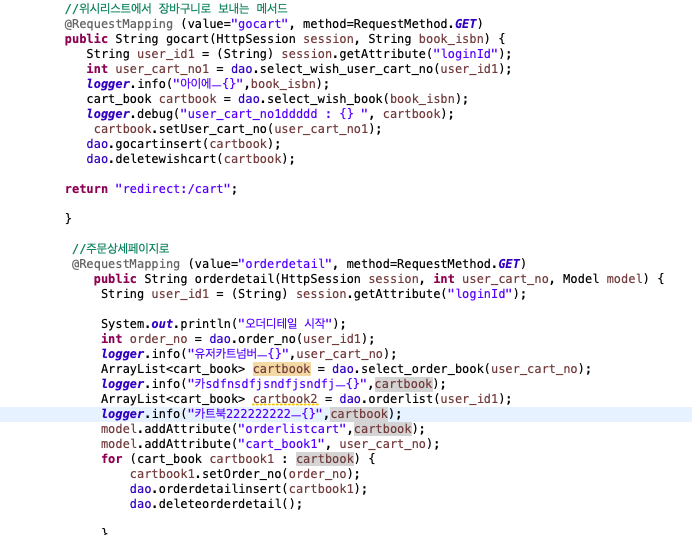 //위시리스트에서 장바구니로 보내는 메서드
@RequestMapping (value="gocart", method=RequestMethod.GET)
public String gocart(HttpSession session, String book_isbn) {
String user_id1 = (String) session.getAttribute("loginId");
int user_cart_no1 = dao.select_wish_user_cart_no(user_id1);
logger.info("아이에ㅡ{}",book_isbn);
cart_book cartbook = dao.select_wish_book(book_isbn);
logger.debug("user_cart_no1ddddd : {} ", cartbook);
cartbook.setUser_cart_no(user_cart_no1);
dao.gocartinsert(cartbook);
dao.deletewishcart(cartbook);
return "redirect:/cart";
}
//주문상세페이지로
@RequestMapping (value="orderdetail", method=RequestMethod.GET)
public String orderdetail(HttpSession session, int user_cart_no, Model model) {
String user_id1 = (String) session.getAttribute("loginId");
System.out.println("오더디테일 시작");
int order_no = dao.order_no(user_id1);
logger.info("유저카트넘버ㅡ{}",user_cart_no);
ArrayList<cart_book> cartbook = dao.select_order_book(user_cart_no);
logger.info("카sdfnsdfjsndfjsndfjㅡ{}",cartbook);
ArrayList<cart_book> cartbook2 = dao.orderlist(user_id1);
logger.info("카트북222222222ㅡ{}",cartbook);
model.addAttribute("orderlistcart",cartbook);
model.addAttribute("cart_book1", user_cart_no);
for (cart_book cartbook1 : cartbook) {
cartbook1.setOrder_no(order_no);
dao.orderdetailinsert(cartbook1);
dao.deleteorderdetail();
}